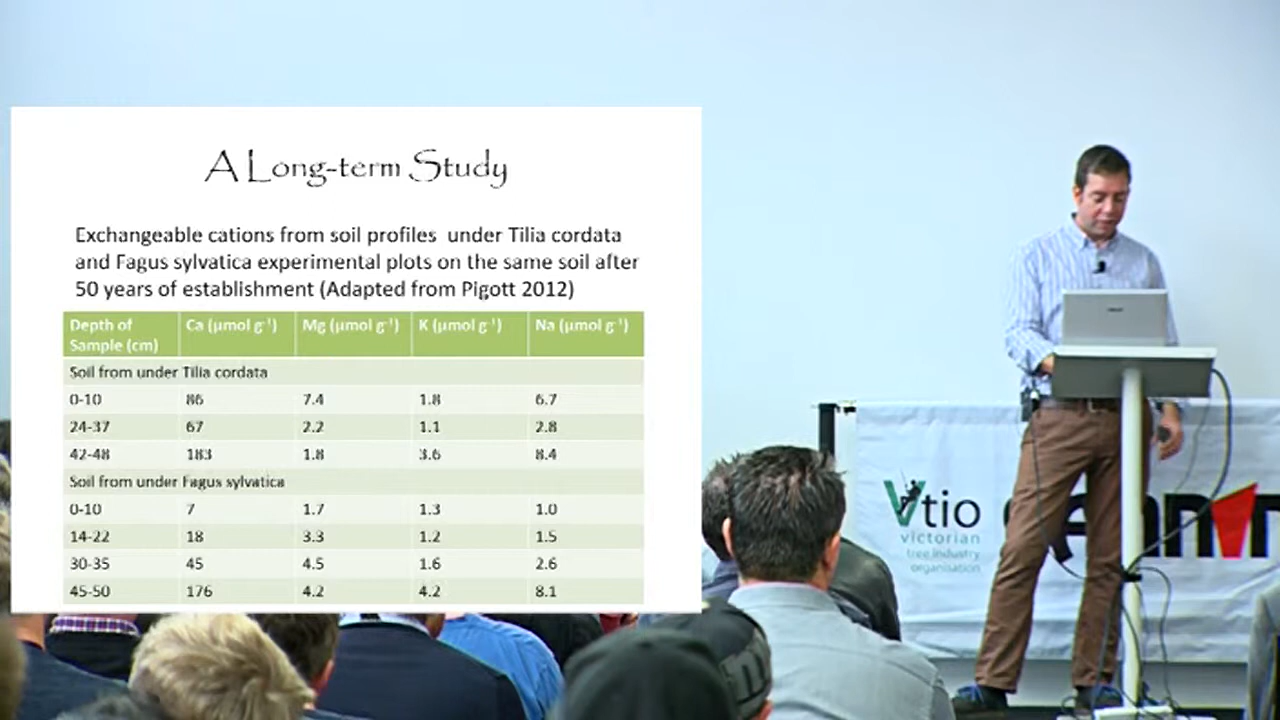 A Long-term Study
Exchangeable cations from soil profiles under Tilia cordata
and Fagus sylvatica experimental plots on the same soil after
50 years of establishment (Adapted from Pigott 2012)
Depth of Sample (cm) Ca (µmol g⁻¹) Mg (µmol g⁻¹) K (µmol g⁻¹) Na (µmol g⁻¹)
Soil from under Tilia cordata
0-10 86 7.4 1.8 6.7
24-37 67 2.2 1.1 2.8
42-48 183 1.8 3.6 8.4
Soil from under Fagus sylvatica
0-10 7 1.7 1.3 1.0
14-22 18 3.3 1.2 1.5
30-35 45 4.5 1.6 2.6
45-50 176 4.2 4.2 8.1
Vtio
victorian
tree industry
organisation